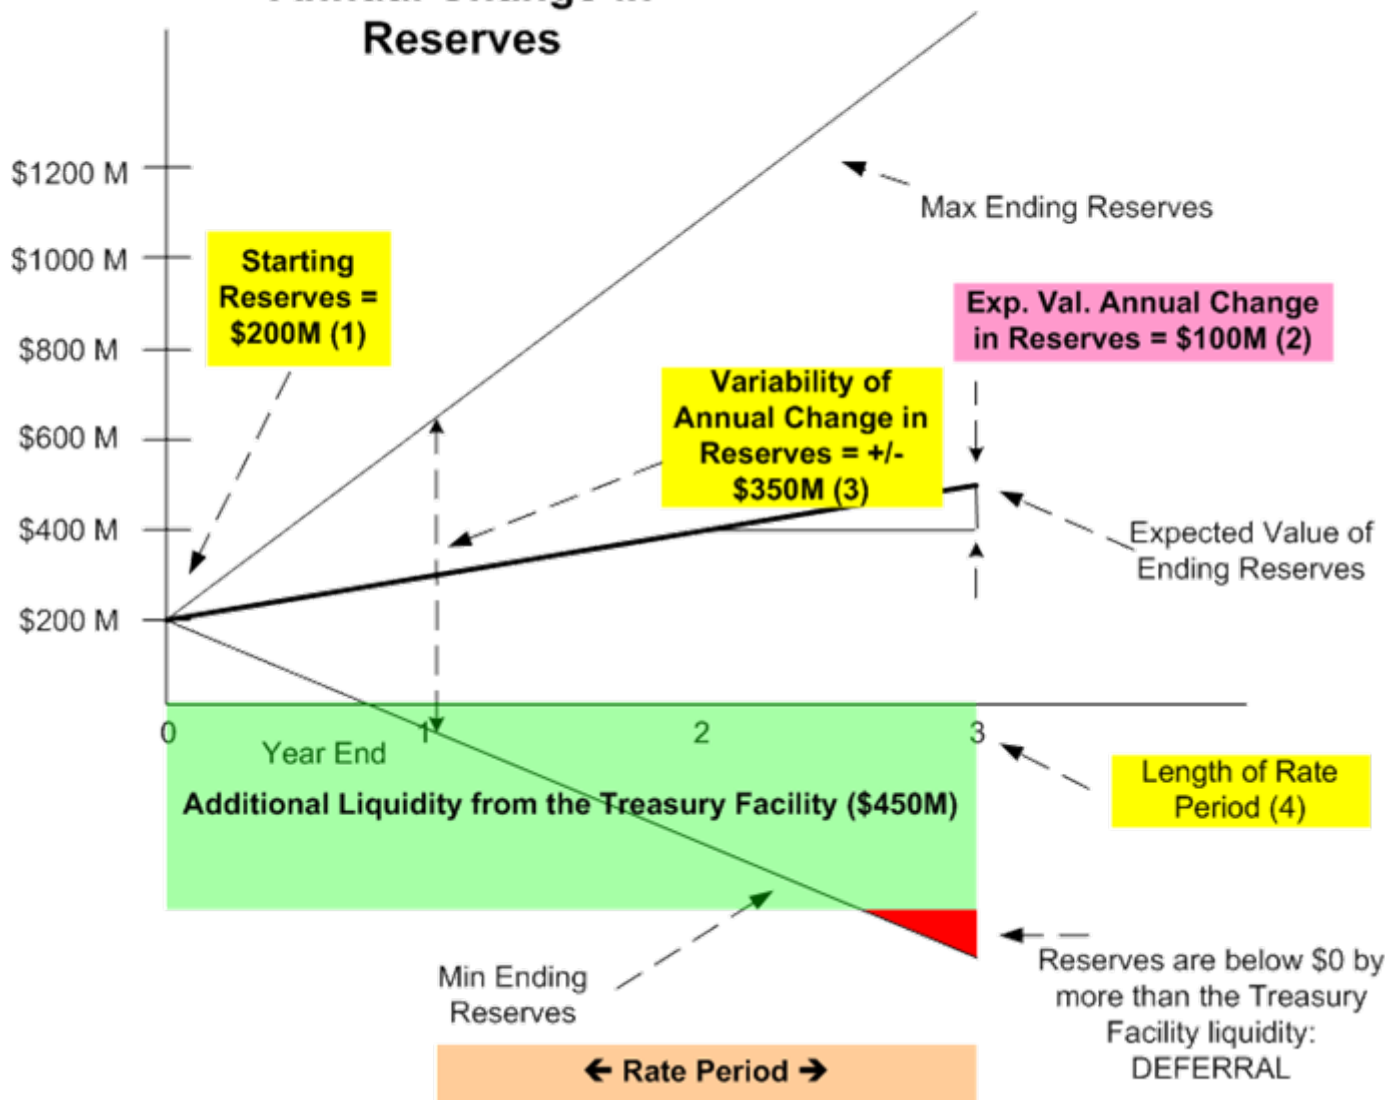 Reserves
$1200 M
Max Ending Reserves
$1000 M
Starting
Reserves =
$200M (1)
Exp. Val. Annual Change
in Reserves = $100M (2)
$800 M
Variability of
Annual Change in
Reserves = +/-
$350M (3)
$600 M
$400 M
Expected Value of
Ending Reserves
$200 M
0
1
2
3
Year End
Length of Rate
Period (4)
Additional Liquidity from the Treasury Facility ($450M)
Min Ending
Reserves
Reserves are below $0 by
more than the Treasury
Facility liquidity:
DEFERRAL
🡸 Rate Period 🡺